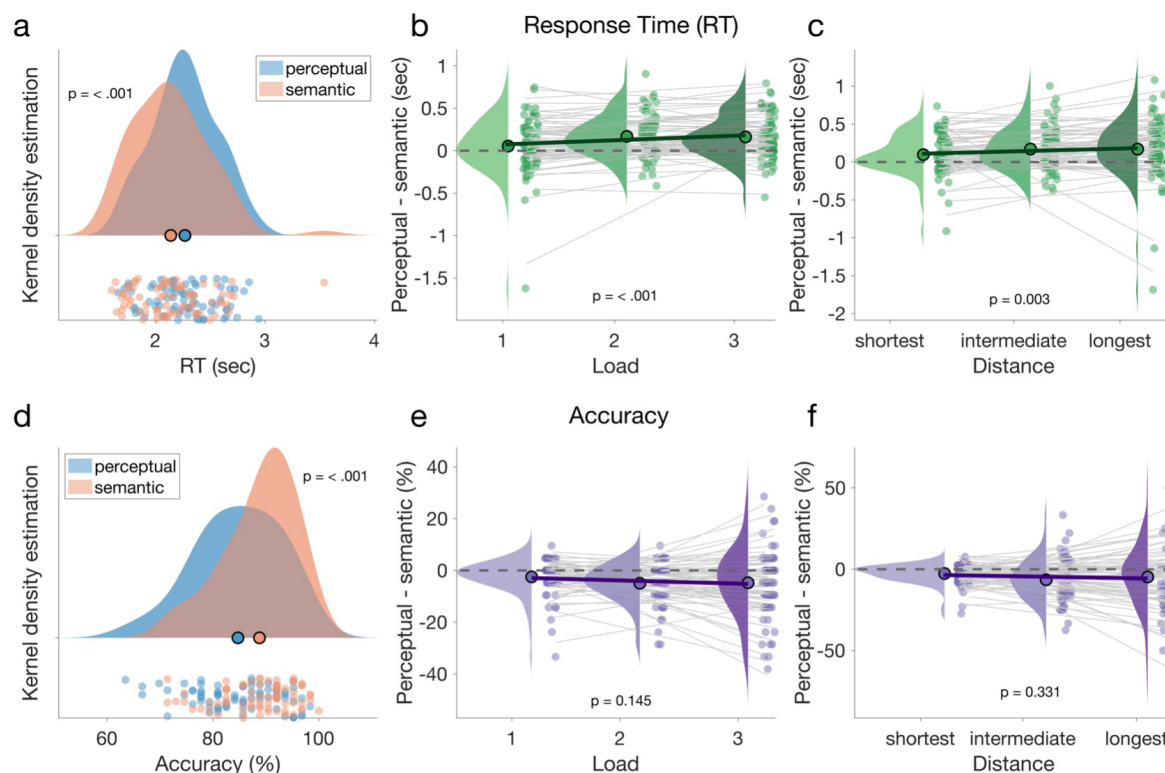 a
Kernel density estimation
p = < .001
perceptual
semantic
2
3
4
RT (sec)
b
Response Time (RT)
Perceptual - semantic (sec)
1
0.5
0
-0.5
-1
-1.5
p = < .001
1
2
3
Load
c
Perceptual - semantic (sec)
1
0.5
0
-0.5
-1
-1.5
-2
p = 0.003
shortest
intermediate
longest
Distance
d
Kernel density estimation
perceptual
semantic
p = < .001
60
80
100
Accuracy (%)
e
Accuracy
Perceptual - semantic (%)
40
20
0
-20
-40
p = 0.145
1
2
3
Load
f
Perceptual - semantic (%)
50
0
-50
p = 0.331
shortest
intermediate
longest
Distance